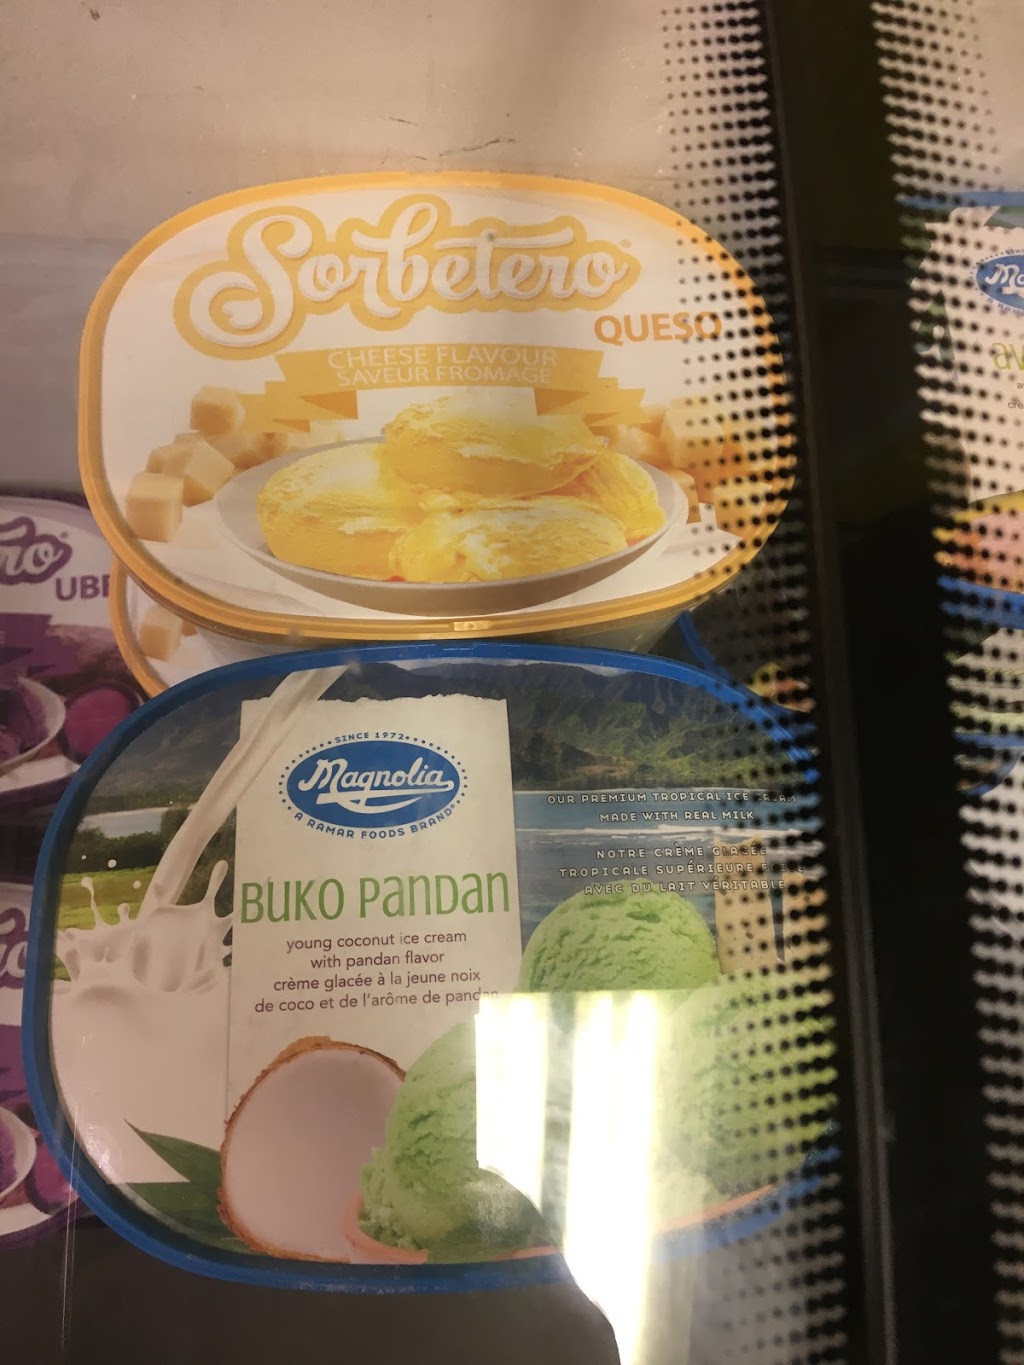 Sorbetero
QUESO
CHEESE FLAVOUR
SAVEUR FROMAGE
SINCE 1972
Magnolia
A RAMAR FOODS BRAND
BUKO PANDAN
young coconut ice cream
with pandan flavor
crème glacée à la jeune noix
de coco et de l'arôme de pandan
OUR PREMIUM TROPICAL ICE CREAM
MADE WITH REAL MILK
NOTRE CRÈME GLACÉE
TROPICALE SUPÉRIEURE FAITE
AVEC DU LAIT VÉRITABLE
ro
UBE